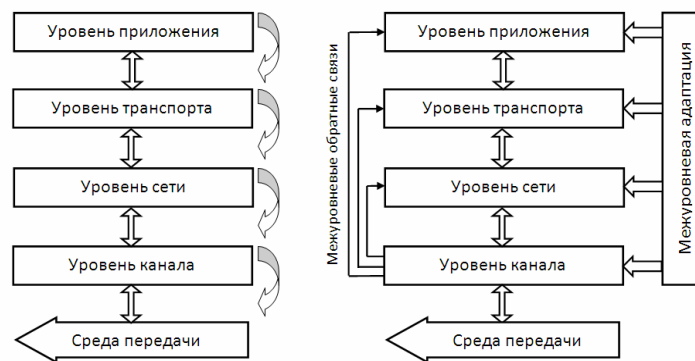 Уровень приложения
Уровень транспорта
Уровень сети
Уровень канала
Среда передачи
Межуровневые обратные связи
Уровень приложения
Уровень транспорта
Уровень сети
Уровень канала
Среда передачи
Межуровневая адаптация